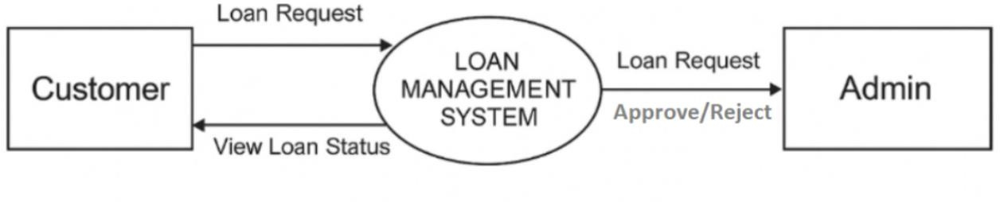 Loan Request
Customer
View Loan Status
LOAN
MANAGEMENT
SYSTEM
Loan Request
Approve/Reject
Admin